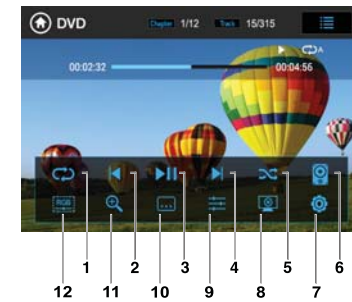 DVD Chapter 1/12 Track 15/315
A
00:02:32 00:04:56
RGB
1 2 3 4 5 6
12 11 10 9 8 7